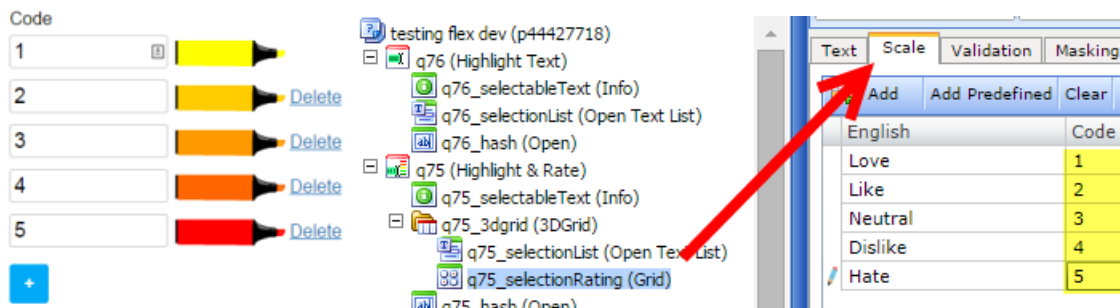 Code
1
2 Delete
3 Delete
4 Delete
5 Delete
+
testing flex dev (p44427718)
q76 (Highlight Text)
q76_selectableText (Info)
q76_selectionList (Open Text List)
q76_hash (Open)
q75 (Highlight & Rate)
q75_selectableText (Info)
q75_3dgrid (3DGrid)
q75_selectionList (Open Text List)
q75_selectionRating (Grid)
q75_hash (Open)
Text Scale Validation Masking
Add Add Predefined Clear
English Code
Love 1
Like 2
Neutral 3
Dislike 4
Hate 5